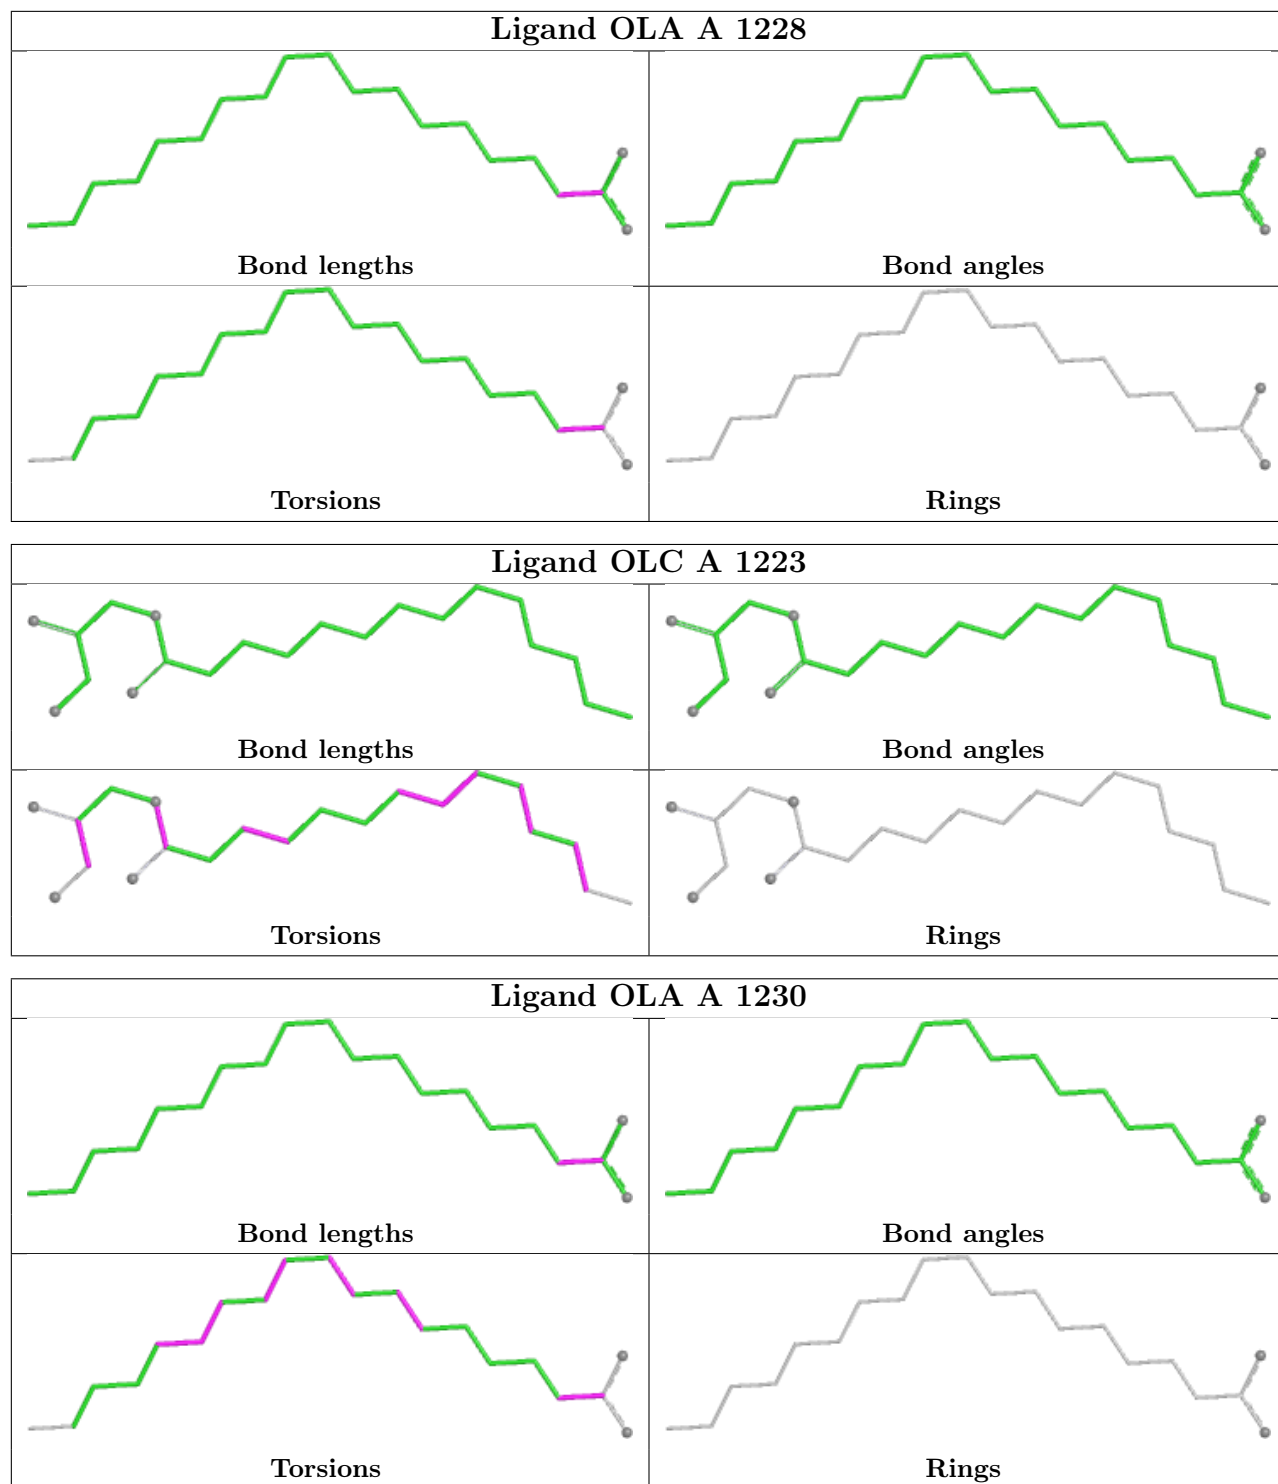 Ligand OLA A 1228
Bond lengths
Bond angles
Torsions
Rings
Ligand OLC A 1223
Bond lengths
Bond angles
Torsions
Rings
Ligand OLA A 1230
Bond lengths
Bond angles
Torsions
Rings